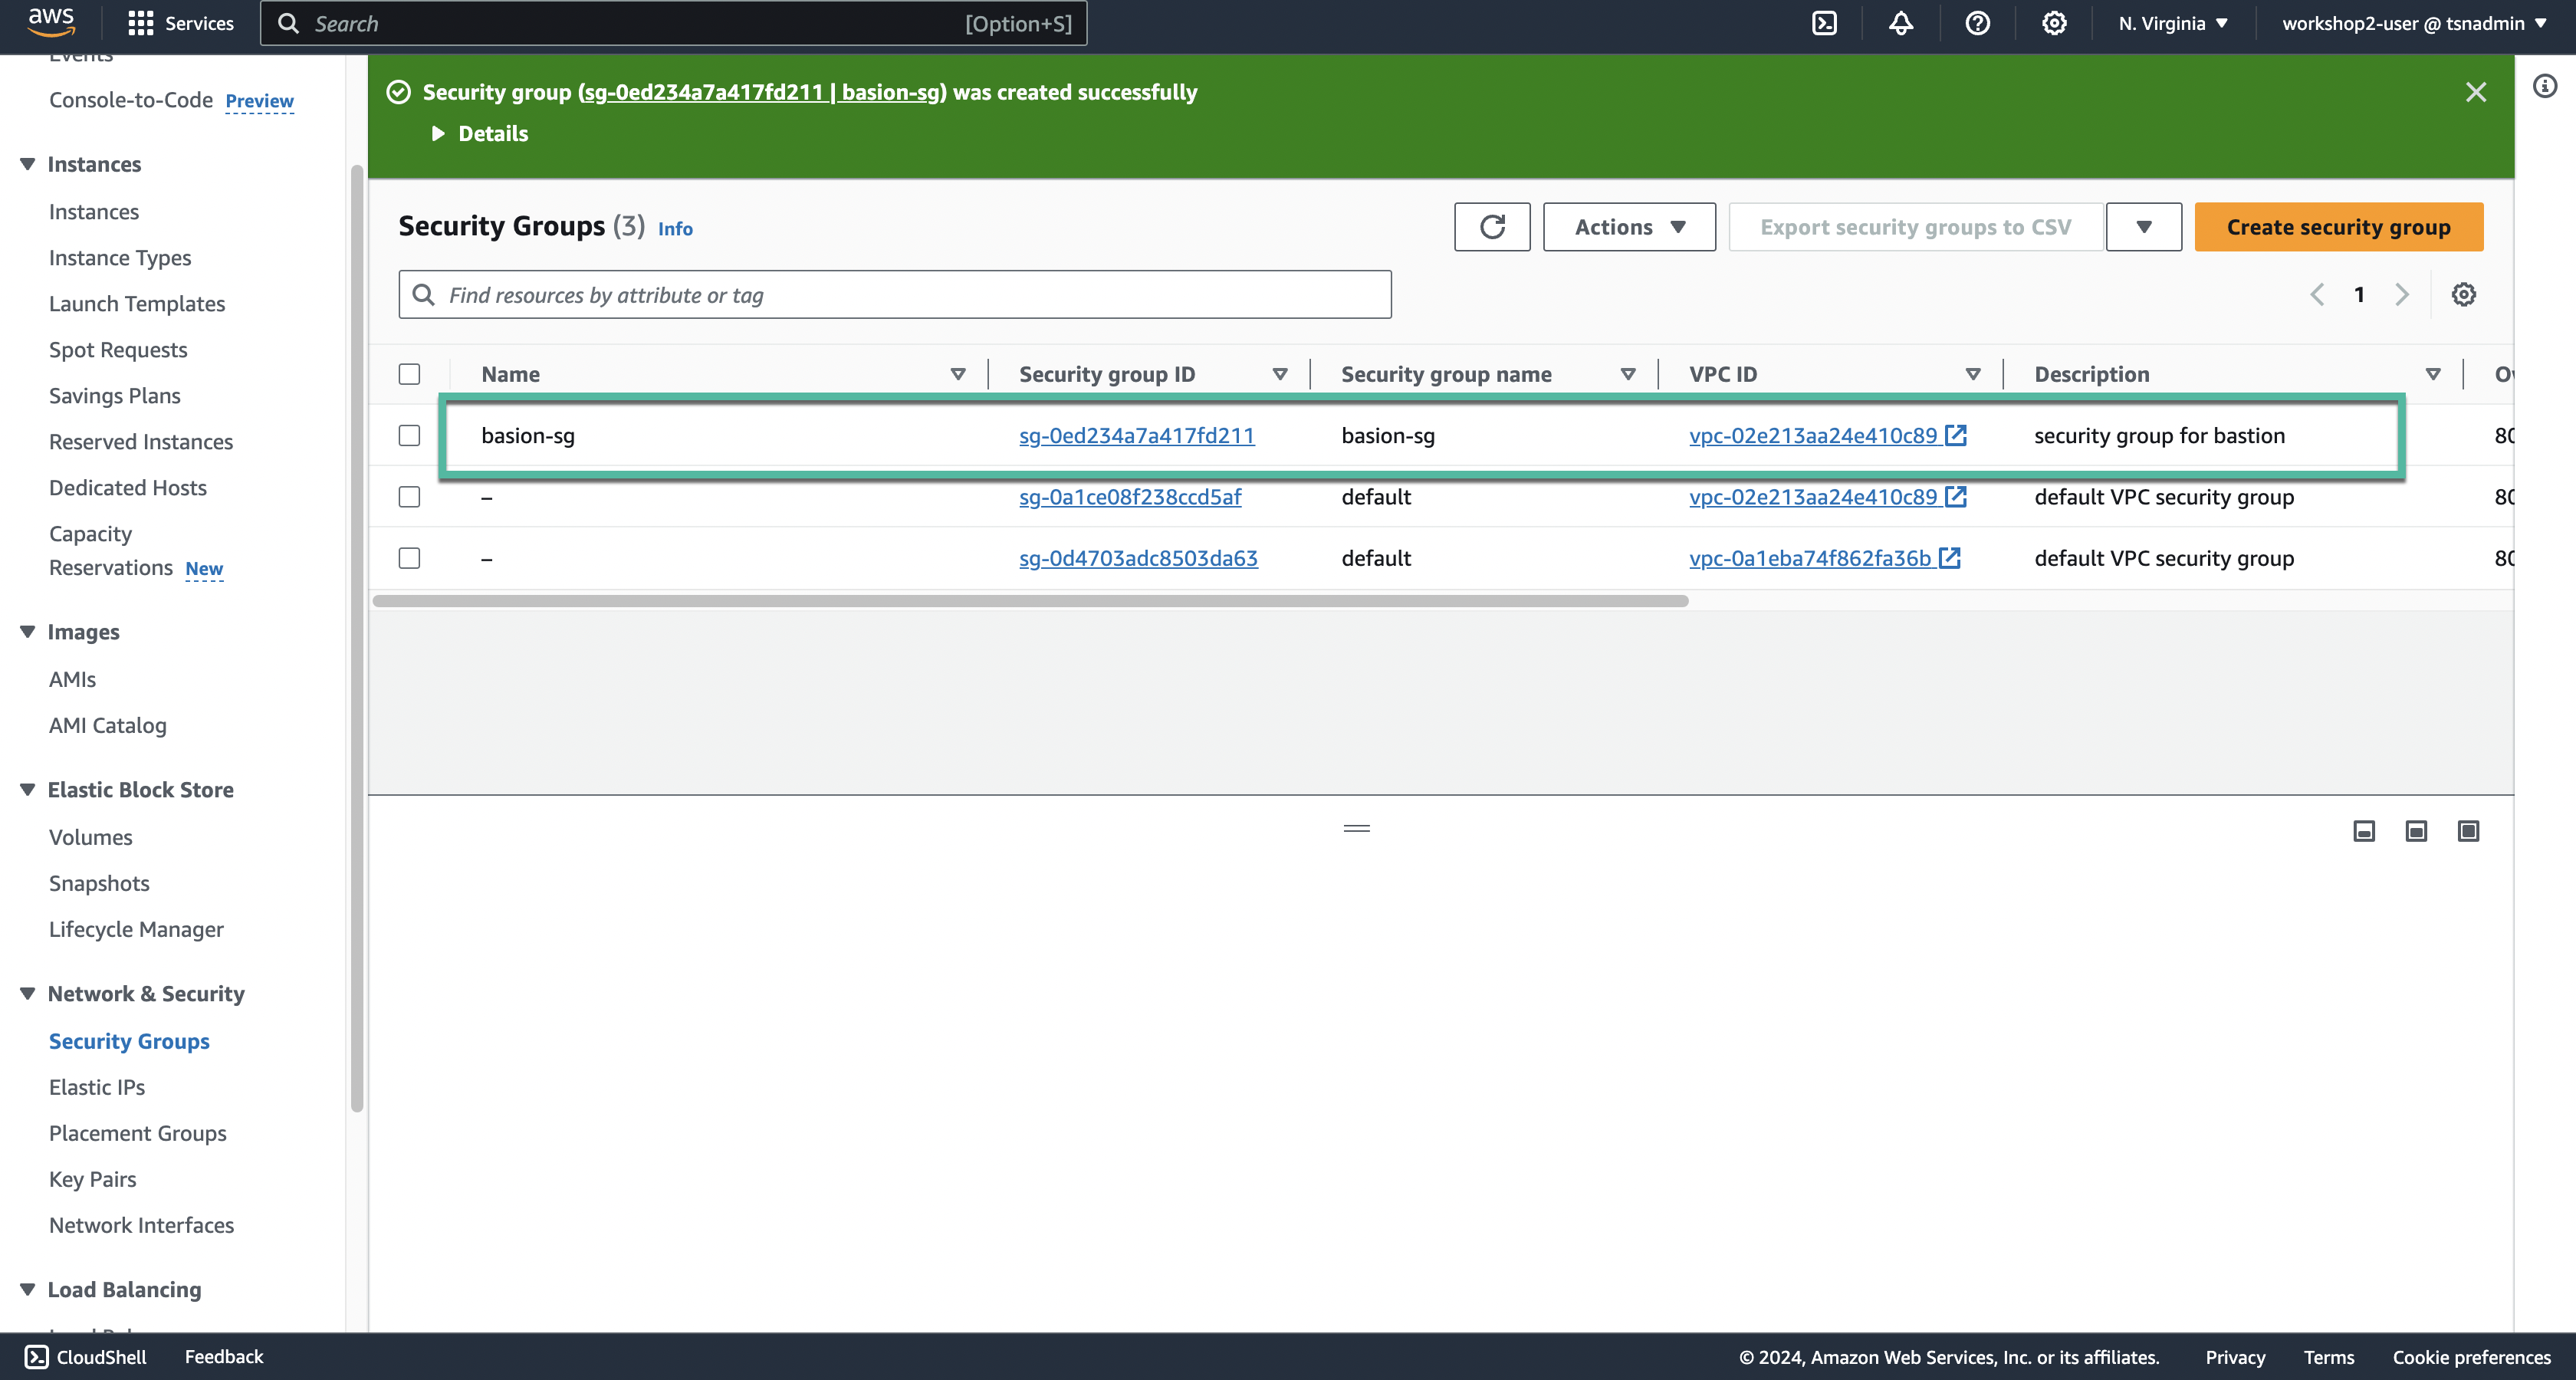 aws Services Search [Option+S] N. Virginia workshop2-user @ tsnadmin
Events
Console-to-Code Preview
Instances
Instances
Instance Types
Launch Templates
Spot Requests
Savings Plans
Reserved Instances
Dedicated Hosts
Capacity
Reservations New
Images
AMIs
AMI Catalog
Elastic Block Store
Volumes
Snapshots
Lifecycle Manager
Network & Security
Security Groups
Elastic IPs
Placement Groups
Key Pairs
Network Interfaces
Load Balancing
Security group (sg-0ed234a7a417fd211 | basion-sg) was created successfully
Details
Security Groups (3) Info Actions Export security groups to CSV Create security group
Find resources by attribute or tag 1
Name Security group ID Security group name VPC ID Description
basion-sg sg-0ed234a7a417fd211 basion-sg vpc-02e213aa24e410c89 security group for bastion 80
– sg-0a1ce08f238ccd5af default vpc-02e213aa24e410c89 default VPC security group 80
– sg-0d4703adc8503da63 default vpc-0a1eba74f862fa36b default VPC security group 80
CloudShell Feedback © 2024, Amazon Web Services, Inc. or its affiliates. Privacy Terms Cookie preferences